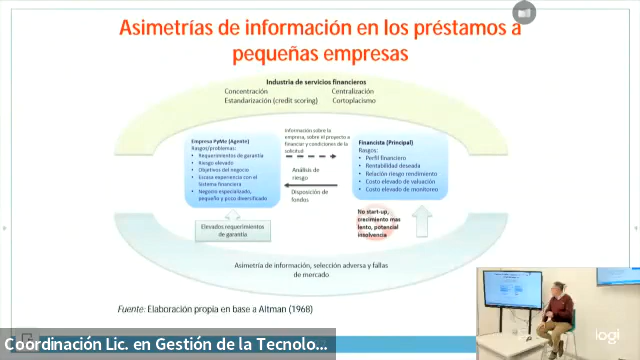 Asimetrías de información en los préstamos a
pequeñas empresas
Industria de servicios financieros
Concentración
Centralización
Estandarización (credit scoring)
Cortoplacismo
Empresa PyMe (Agente)
Rasgos/problemas:
• Requerimientos de garantía
• Riesgo elevado
• Objetivos del negocio
• Escasa experiencia con el
Sistema financiera
• Negocio especializado,
pequeño y poco diversificado
Información sobre la
empresa, sobre el proyecto a
financiar y condiciones de la
solicitud
Análisis de
riesgo
Disposición de
fondos
Financista (Principal)
Rasgos:
• Perfil financiero
• Rentabilidad deseada
• Relación riesgo rendimiento
• Costo elevado de valuación
• Costo elevado de monitoreo
Elevados requerimientos
de garantía
No start-up,
crecimiento mas
lento, potencial
insolvencia
Asimetría de información, selección adversa y fallas
de mercado
Fuente: Elaboración propia en base a Altman (1968)
logi
Coordinación Lic. en Gestión de la Tecnolo...